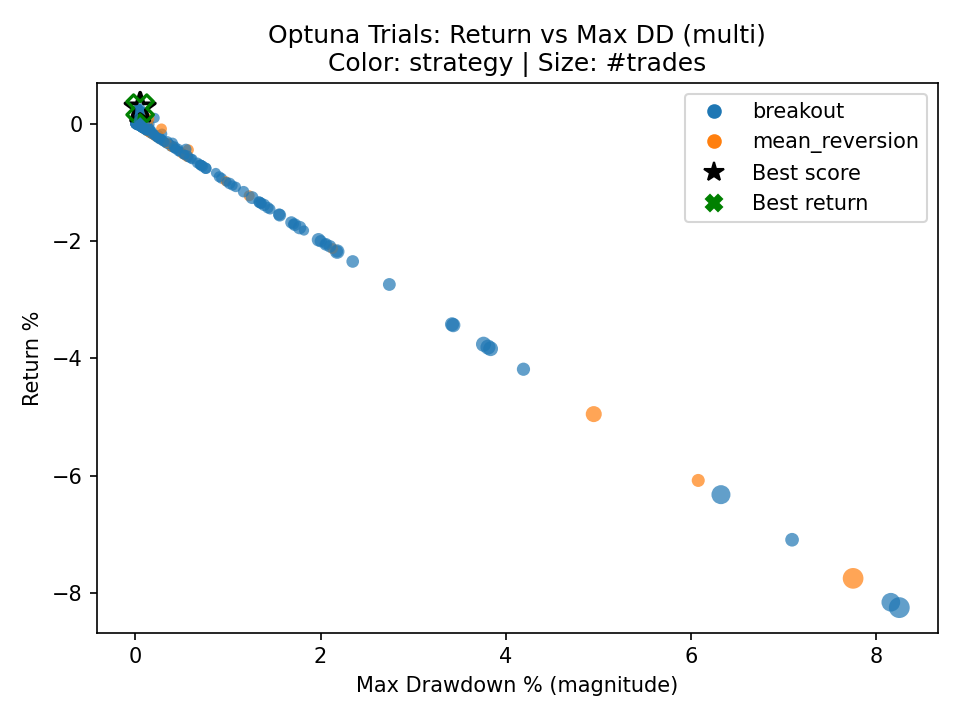 Optuna Trials: Return vs Max DD (multi)
Color: strategy | Size: #trades
breakout
mean_reversion
Best score
Best return
0
−2
−4
−6
−8
Return %
0 2 4 6 8
Max Drawdown % (magnitude)